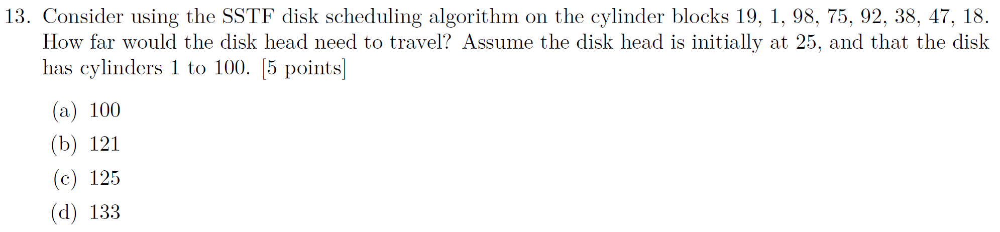 13. Consider using the SSTF disk scheduling algorithm on the cylinder blocks 19, 1, 98, 75, 92, 38, 47, 18.
How far would the disk head need to travel? Assume the disk head is initially at 25, and that the disk
has cylinders 1 to 100. [5 points]
(a) 100
(b) 121
(c) 125
(d) 133